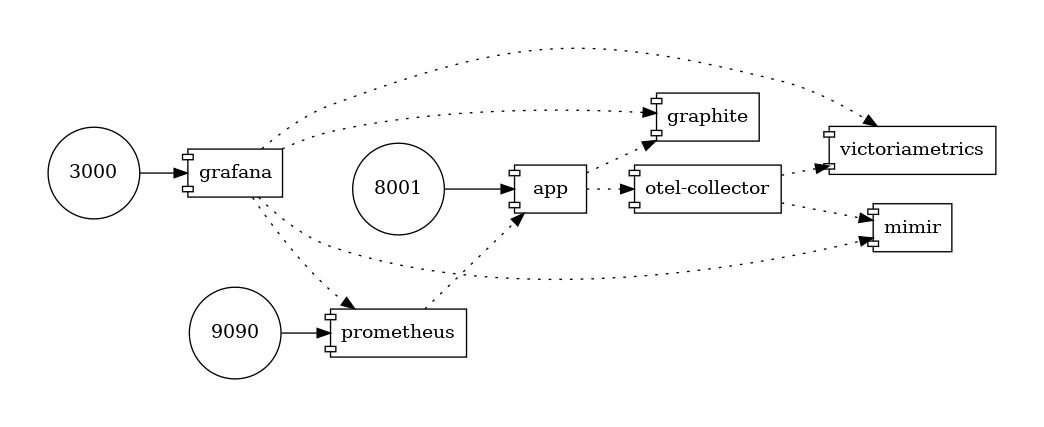 graphite
victoriametrics
3000
grafana
8001
app
otel-collector
mimir
9090
prometheus